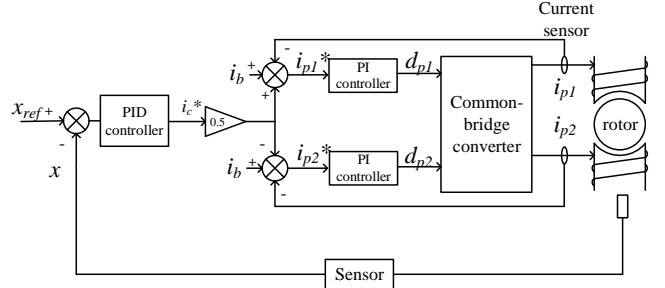 Current
sensor
-
i_b + i_p1* PI controller d_p1
+
i_p1
x_ref + PID controller i_c* 0.5
Common-
bridge
converter
rotor
i_p2
-
i_b + i_p2* PI controller d_p2
-
-
x
Sensor